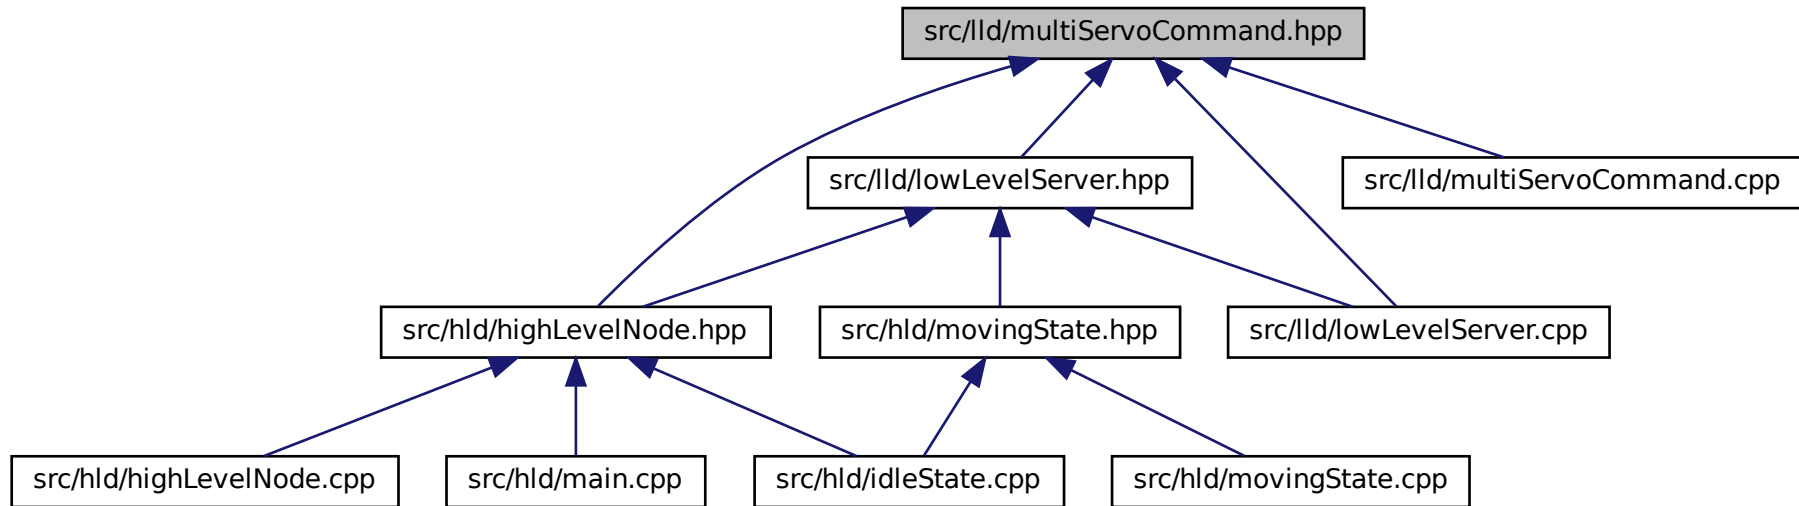 src/lld/multiServoCommand.hpp
src/lld/lowLevelServer.hpp
src/lld/multiServoCommand.cpp
src/hld/highLevelNode.hpp
src/hld/movingState.hpp
src/lld/lowLevelServer.cpp
src/hld/highLevelNode.cpp
src/hld/main.cpp
src/hld/idleState.cpp
src/hld/movingState.cpp